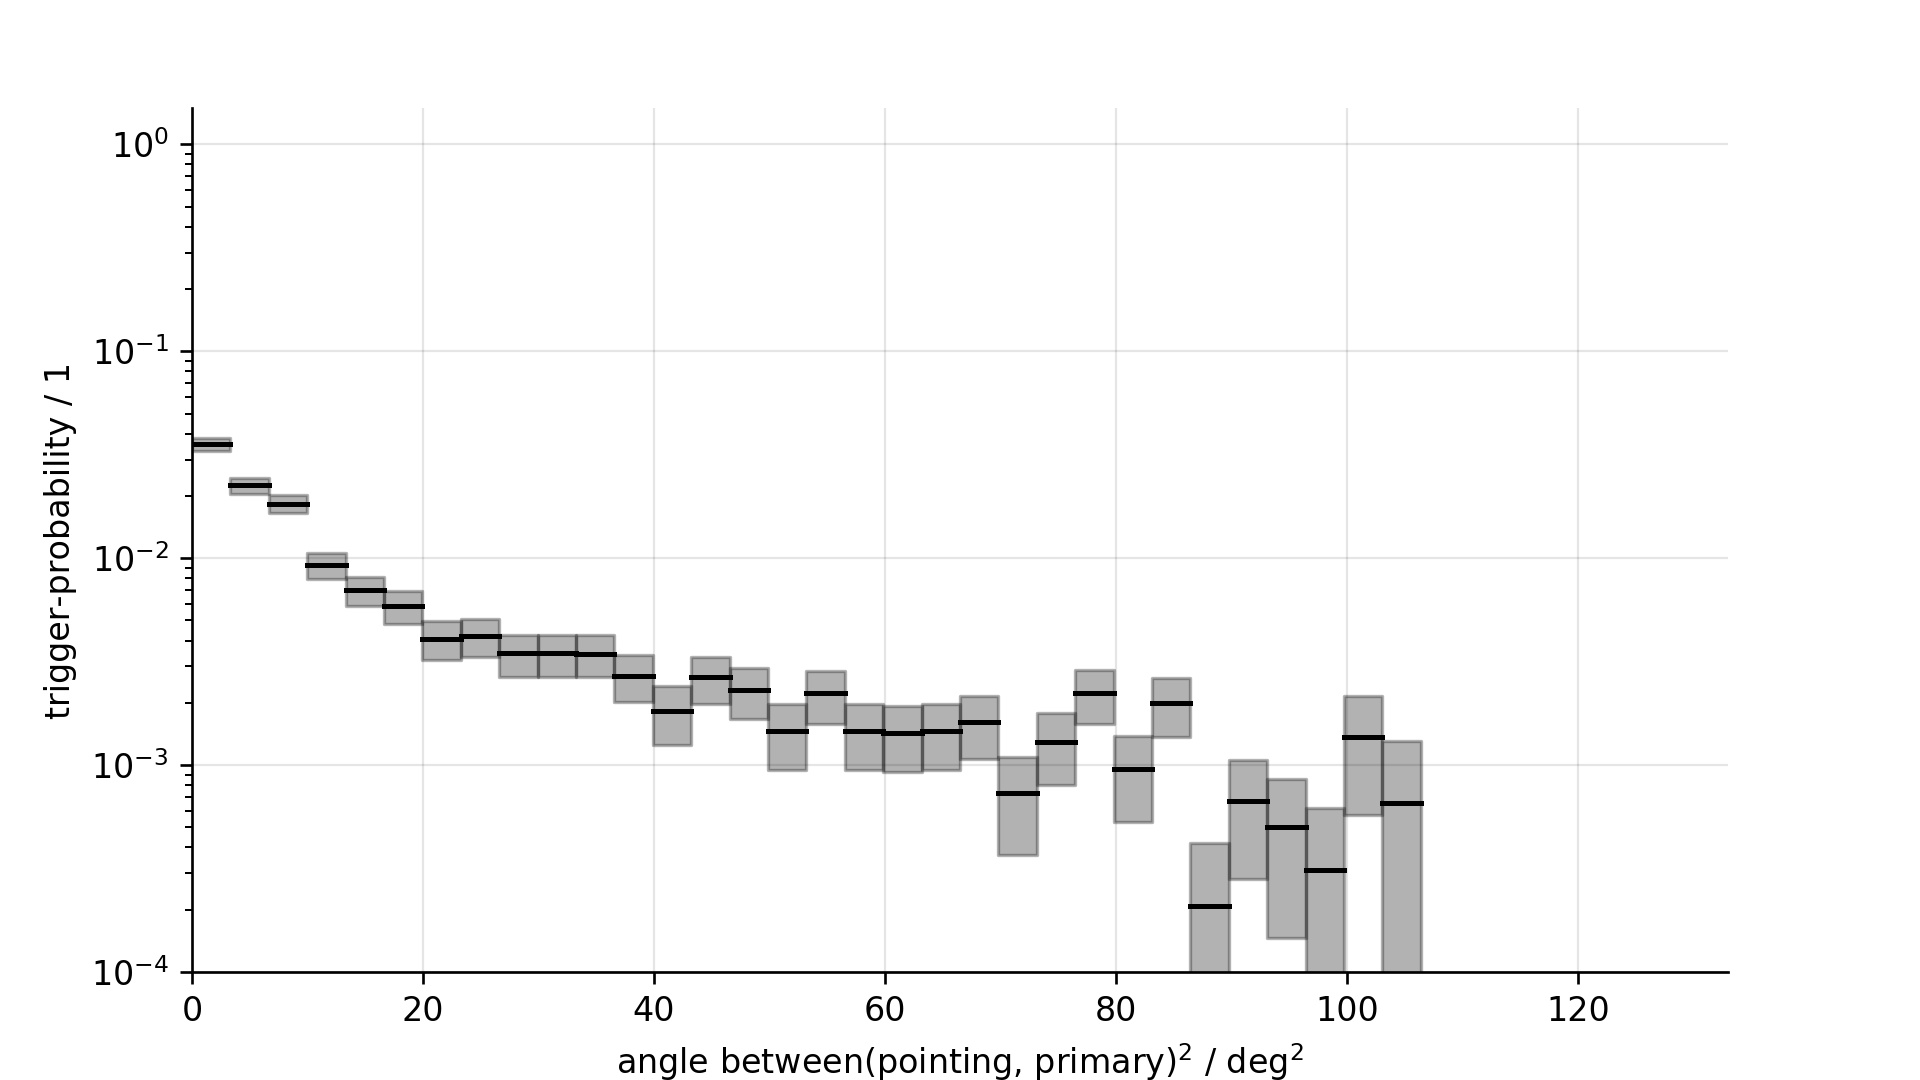 10⁰
10⁻¹
10⁻²
10⁻³
10⁻⁴
trigger-probability / 1
0 20 40 60 80 100 120
angle between(pointing, primary)² / deg²